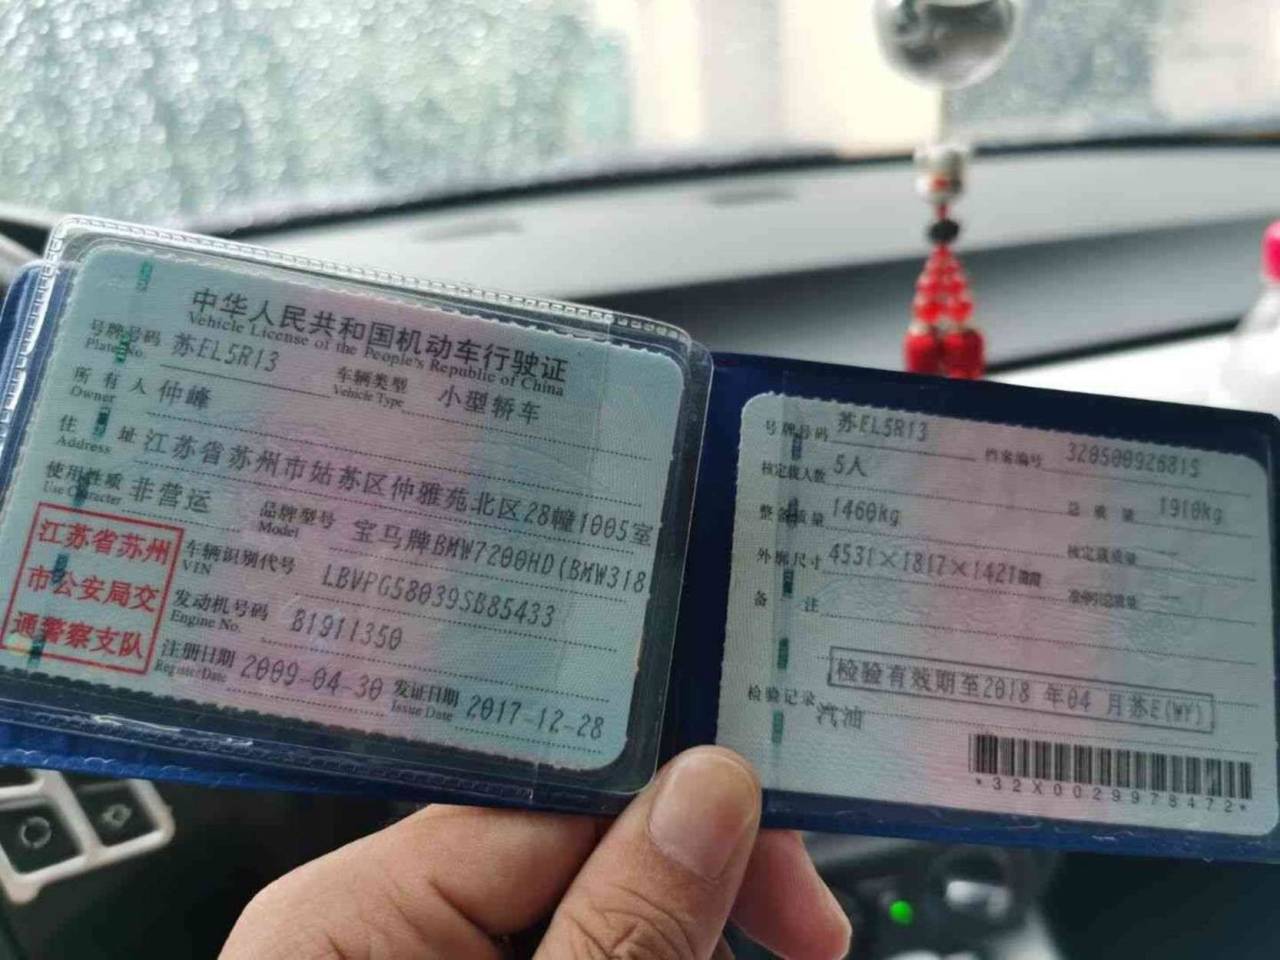 中华人民共和国机动车行驶证
Vehicle License of the People's Republic of China
号牌号码 苏EL5R13 车辆类型 小型轿车
Plate No. Vehicle Type
所有人 仲峰
Owner
住址 江苏省苏州市姑苏区仲雅苑北区28幢1005室
Address
使用性质 非营运 品牌型号 宝马牌BMW7200HD(BMW318
Use Character Model
江苏省苏州
市公安局交
通警察支队
车辆识别代号 LBVPG58039SB85433
VIN
发动机号码 B1911350
Engine No.
注册日期 2009-04-30 发证日期 2017-12-28
Register Date Issue Date
号牌号码 苏EL5R13 档案编号 320500926815
核定载人数 5人 总质量 1910kg
整备质量 1460kg 核定载质量 --
外廓尺寸 4531×1817×1421mm 准牵引总质量 --
备注
检验有效期至2018 年04 月苏E(WY)
检验记录 汽油
*32X0029978472*